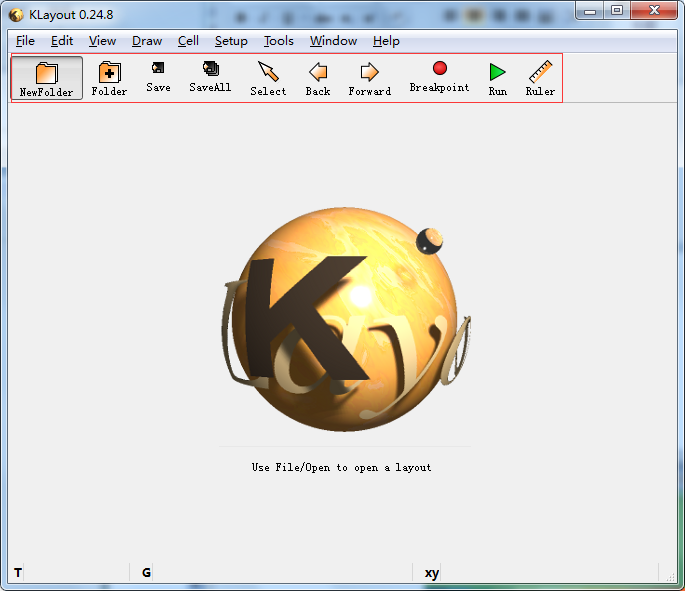 KLayout 0.24.8
File Edit View Draw Cell Setup Tools Window Help
NewFolder Folder Save SaveAll Select Back Forward Breakpoint Run Ruler
K
Layo
Use File/Open to open a layout
T G xy